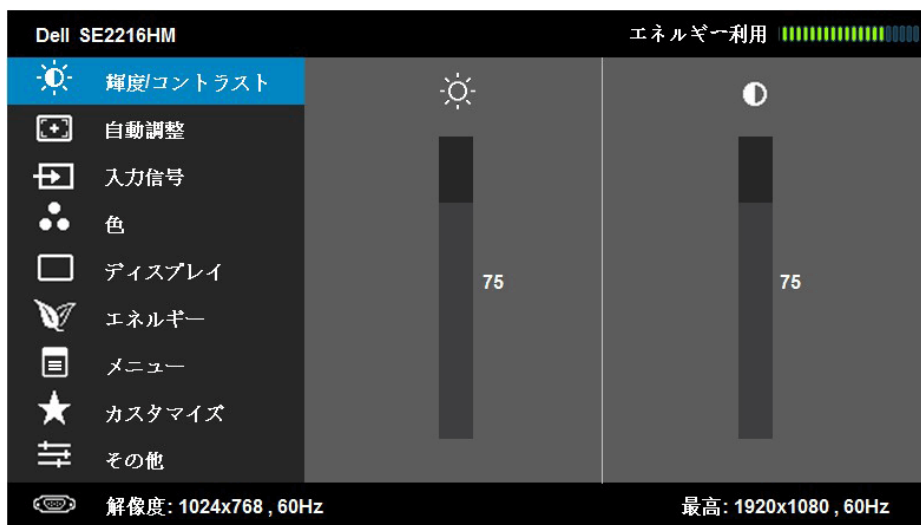 Dell SE2216HM
エネルギー利用
輝度/コントラスト
自動調整
入力信号
色
ディスプレイ
エネルギー
メニュー
カスタマイズ
その他
75
75
解像度: 1024x768 , 60Hz
最高: 1920x1080 , 60Hz